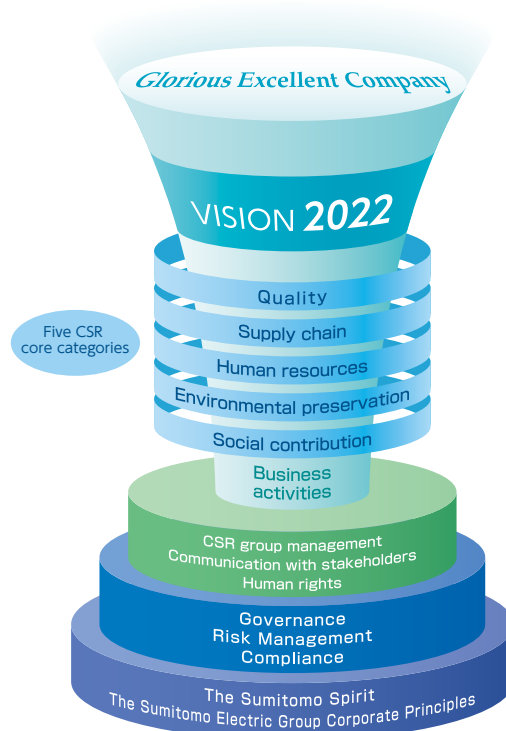 Glorious Excellent Company
VISION 2022
Quality
Supply chain
Human resources
Environmental preservation
Social contribution
Five CSR
core categories
Business
activities
CSR group management
Communication with stakeholders
Human rights
Governance
Risk Management
Compliance
The Sumitomo Spirit
The Sumitomo Electric Group Corporate Principles